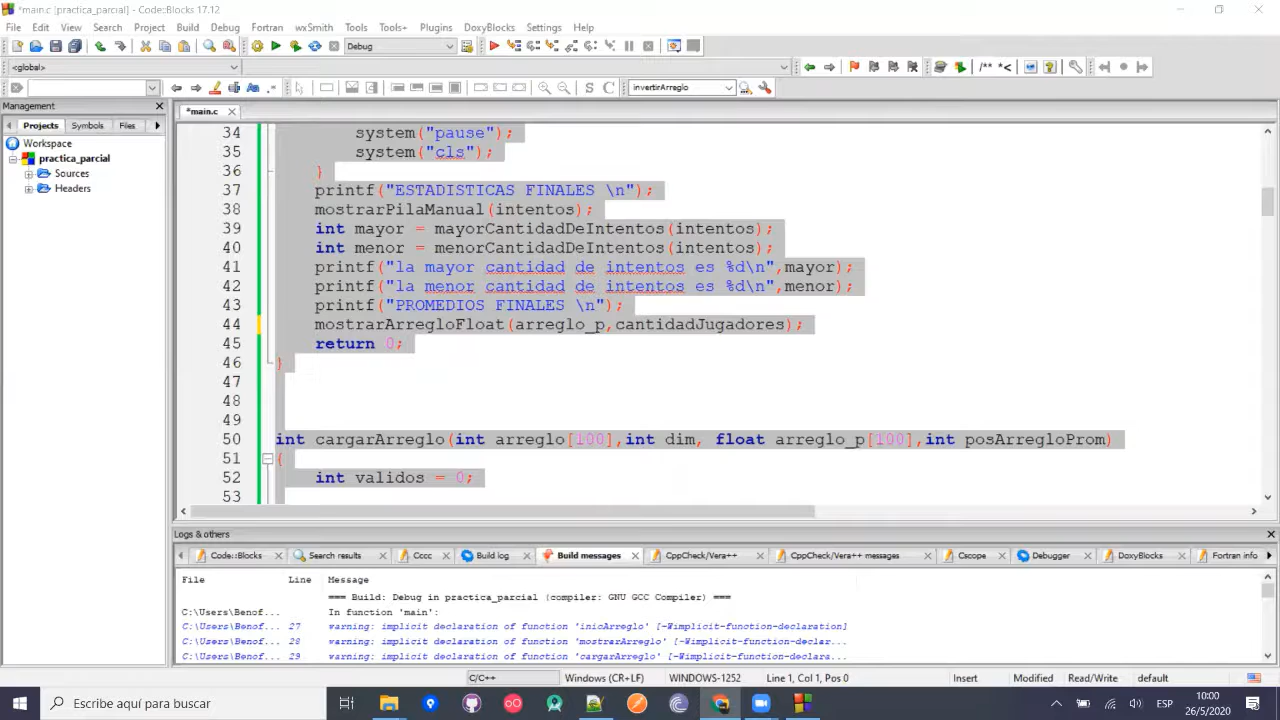 *main.c [practica_parcial] - Code::Blocks 17.12
File Edit View Search Project Build Debug Fortran wxSmith Tools Tools+ Plugins DoxyBlocks Settings Help
Debug
<global>
/** *< 
invertirArreglo
S C
Management
*main.c
Projects Symbols Files
Workspace
practica_parcial
Sources
Headers
34 system("pause");
35 system("cls");
36 }
37 printf("ESTADISTICAS FINALES \n");
38 mostrarPilaManual(intentos);
39 int mayor = mayorCantidadDeIntentos(intentos);
40 int menor = menorCantidadDeIntentos(intentos);
41 printf("la mayor cantidad de intentos es %d\n",mayor);
42 printf("la menor cantidad de intentos es %d\n",menor);
43 printf("PROMEDIOS FINALES \n");
44 mostrarArregloFloat(arreglo_p,cantidadJugadores);
45 return 0;
46 }
47
48
49
50 int cargarArreglo(int arreglo[100],int dim, float arreglo_p[100],int posArregloProm)
51 {
52 int validos = 0;
53
Logs & others
Code::Blocks Search results Cccc Build log Build messages CppCheck/Vera++ CppCheck/Vera++ messages Cscope Debugger DoxyBlocks Fortran info
File Line Message
=== Build: Debug in practica_parcial (compiler: GNU GCC Compiler) ===
C:\Users\Benof... In function 'main':
C:\Users\Benof... 27 warning: implicit declaration of function 'inicArreglo' [-Wimplicit-function-declaration]
C:\Users\Benof... 28 warning: implicit declaration of function 'mostrarArreglo' [-Wimplicit-function-declar...
C:\Users\Benof... 29 warning: implicit declaration of function 'cargarArreglo' [-Wimplicit-function-declara...
C/C++ Windows (CR+LF) WINDOWS-1252 Line 1, Col 1, Pos 0 Insert Modified Read/Write default
Escribe aquí para buscar
ESP
10:00
26/5/2020